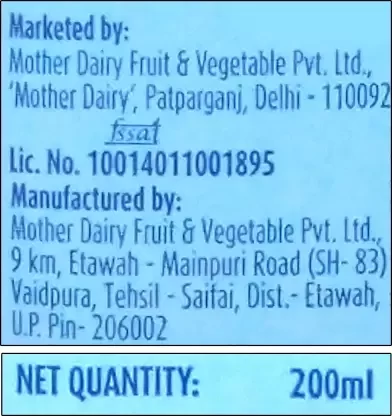 Marketed by:
Mother Dairy Fruit & Vegetable Pvt. Ltd.,
'Mother Dairy', Patparganj, Delhi - 110092
fssai
Lic. No. 10014011001895
Manufactured by:
Mother Dairy Fruit & Vegetable Pvt. Ltd.,
9 km, Etawah - Mainpuri Road (SH- 83)
Vaidpura, Tehsil - Saifai, Dist.- Etawah,
U.P. Pin- 206002
NET QUANTITY: 200ml